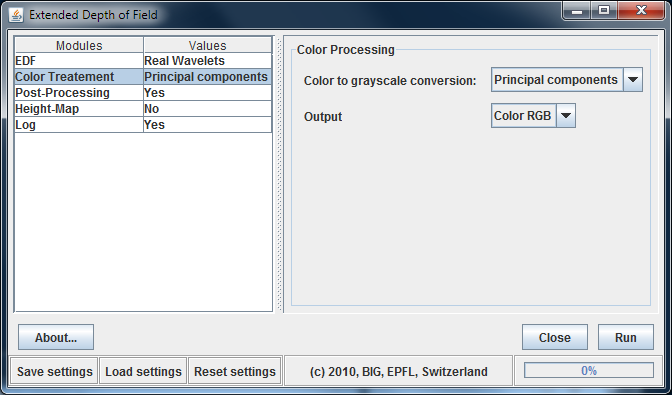 Extended Depth of Field
Modules Values
EDF Real Wavelets
Color Treatement Principal components
Post-Processing Yes
Height-Map No
Log Yes
Color Processing
Color to grayscale conversion: Principal components
Output Color RGB
About... Close Run
Save settings Load settings Reset settings (c) 2010, BIG, EPFL, Switzerland 0%